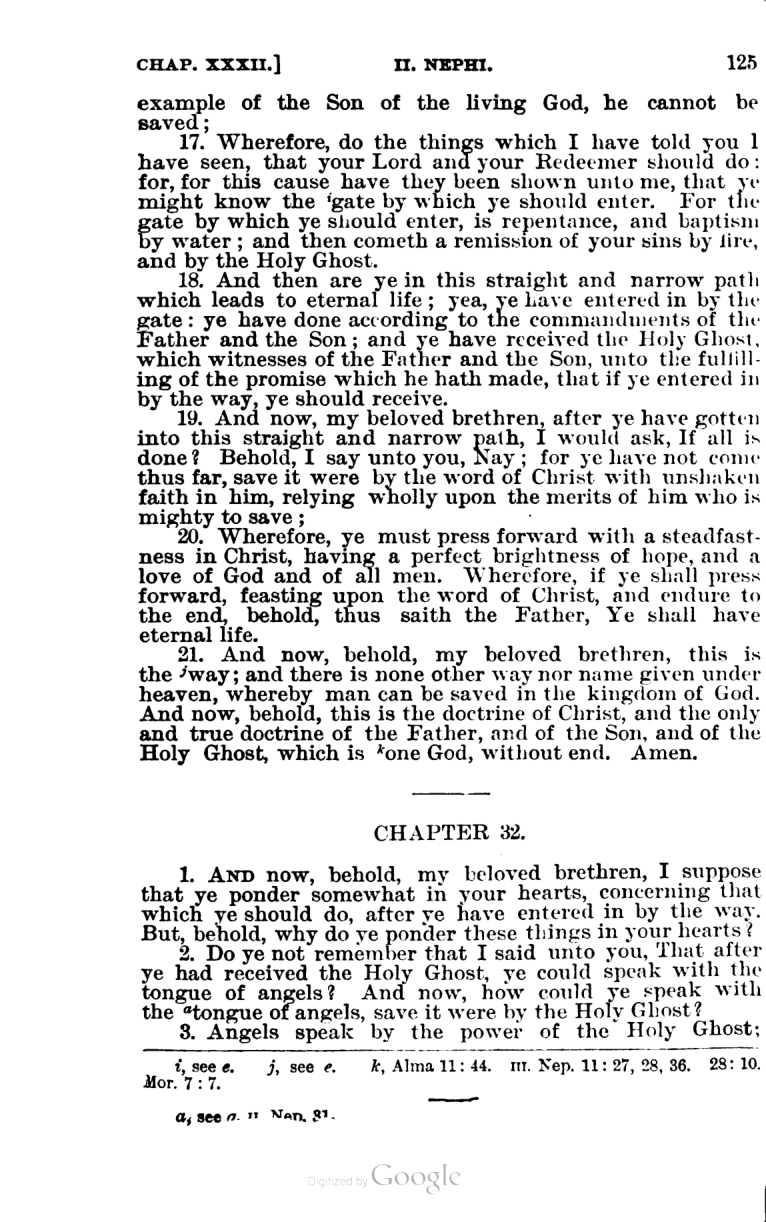 CHAP. XXXII.] II. NEPHI. 125
example of the Son of the living God, he cannot be
saved;
17. Wherefore, do the things which I have told you I
have seen, that your Lord and your Redeemer should do:
for, for this cause have they been shown unto me, that ye
might know the igate by which ye should enter. For the
gate by which ye should enter, is repentance, and baptism
by water; and then cometh a remission of your sins by fire,
and by the Holy Ghost.
18. And then are ye in this straight and narrow path
which leads to eternal life; yea, ye have entered in by the
gate: ye have done according to the commandments of the
Father and the Son; and ye have received the Holy Ghost,
which witnesses of the Father and the Son, unto the fulfill-
ing of the promise which he hath made, that if ye entered in
by the way, ye should receive.
19. And now, my beloved brethren, after ye have gotten
into this straight and narrow path, I would ask, If all is
done? Behold, I say unto you, Nay; for ye have not come
thus far, save it were by the word of Christ with unshaken
faith in him, relying wholly upon the merits of him who is
mighty to save;
20. Wherefore, ye must press forward with a steadfast-
ness in Christ, having a perfect brightness of hope, and a
love of God and of all men. Wherefore, if ye shall press
forward, feasting upon the word of Christ, and endure to
the end, behold, thus saith the Father, Ye shall have
eternal life.
21. And now, behold, my beloved brethren, this is
the jway; and there is none other way nor name given under
heaven, whereby man can be saved in the kingdom of God.
And now, behold, this is the doctrine of Christ, and the only
and true doctrine of the Father, and of the Son, and of the
Holy Ghost, which is kone God, without end. Amen.
CHAPTER 32.
1. AND now, behold, my beloved brethren, I suppose
that ye ponder somewhat in your hearts, concerning that
which ye should do, after ye have entered in by the way.
But, behold, why do ye ponder these things in your hearts?
2. Do ye not remember that I said unto you, That after
ye had received the Holy Ghost, ye could speak with the
tongue of angels? And now, how could ye speak with
the atongue of angels, save it were by the Holy Ghost?
3. Angels speak by the power of the Holy Ghost;
i, see e. j, see e. k, Alma 11: 44. III. Nep. 11: 27, 28, 36. 28: 10.
Mor. 7: 7.
a, see Nep. 31.
Digitized by Google